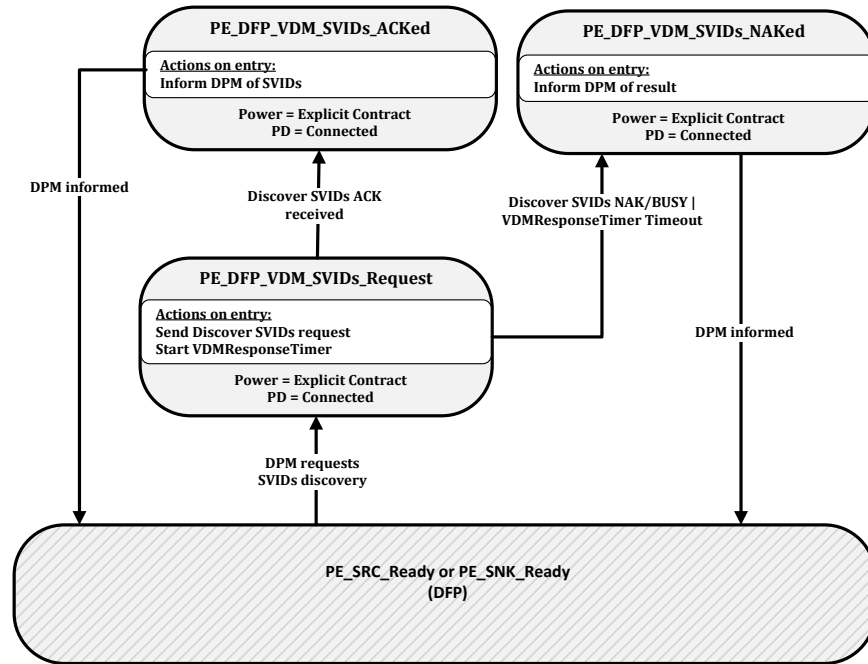 PE_DFP_VDM_SVIDs_ACKed
Actions on entry:
Inform DPM of SVIDs
Power = Explicit Contract
PD = Connected
PE_DFP_VDM_SVIDs_NAKed
Actions on entry:
Inform DPM of result
Power = Explicit Contract
PD = Connected
DPM informed
Discover SVIDs ACK
received
Discover SVIDs NAK/BUSY |
VDMResponseTimer Timeout
PE_DFP_VDM_SVIDs_Request
Actions on entry:
Send Discover SVIDs request
Start VDMResponseTimer
Power = Explicit Contract
PD = Connected
DPM informed
DPM requests
SVIDs discovery
PE_SRC_Ready or PE_SNK_Ready
(DFP)